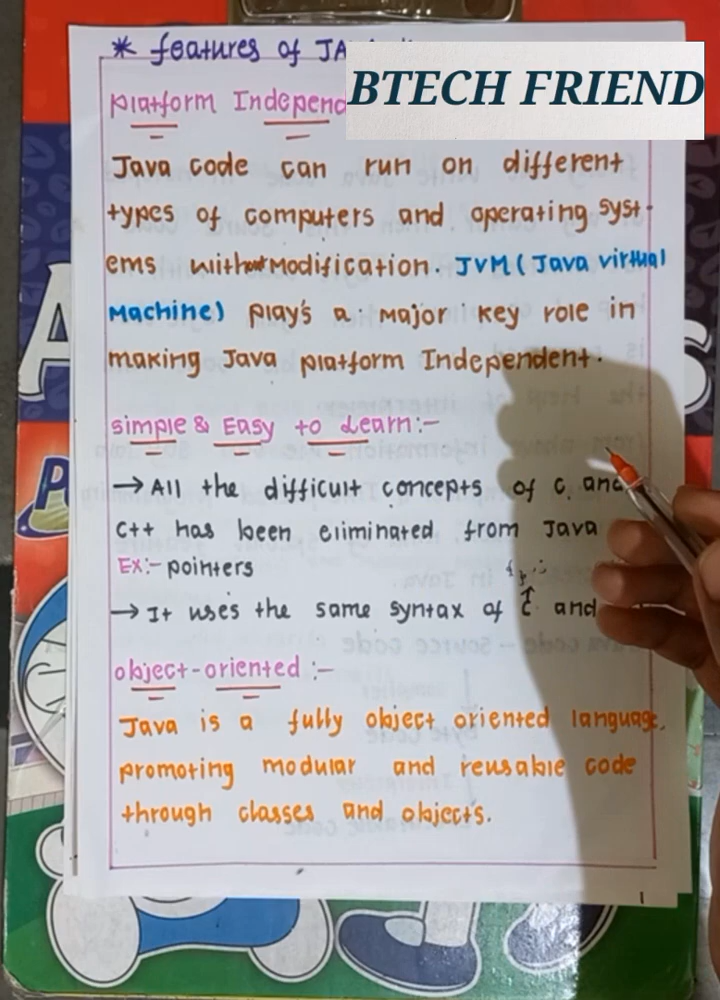 * features of JA
BTECH FRIEND
platform Independ
Java code can run on different
types of computers and operating syst-
ems without Modification. JVM (Java virtual
Machine) play's a Major key role in
making Java platform Independent.
simple & Easy to Learn:-
→ All the difficult concepts of C, and
C++ has been eliminated from Java
Ex:- pointers
{ };
→ It uses the same syntax of C and
object-oriented :-
Java is a fully object oriented language,
promoting modular and reusable code
through classes and objects.
1